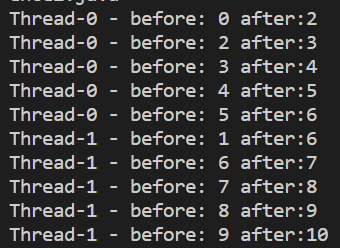 Thread-0 - before: 0 after:2
Thread-0 - before: 2 after:3
Thread-0 - before: 3 after:4
Thread-0 - before: 4 after:5
Thread-0 - before: 5 after:6
Thread-1 - before: 1 after:6
Thread-1 - before: 6 after:7
Thread-1 - before: 7 after:8
Thread-1 - before: 8 after:9
Thread-1 - before: 9 after:10